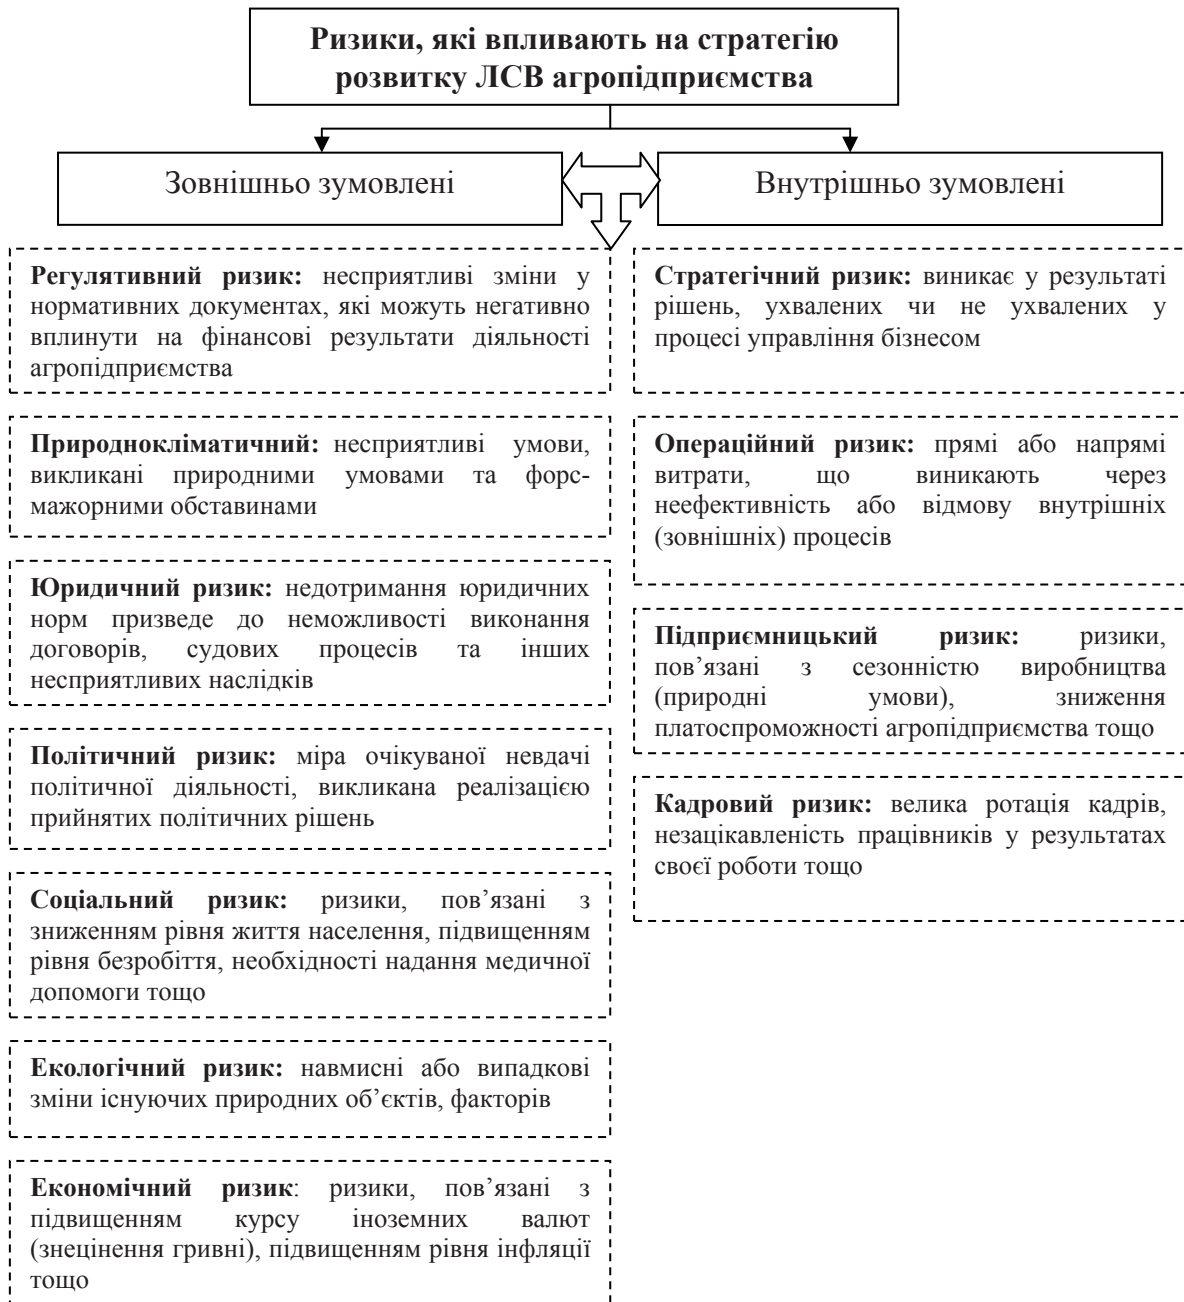 Ризики, які впливають на стратегію
розвитку ЛСВ агропідприємства
Зовнішньо зумовлені
Внутрішньо зумовлені
Регулятивний ризик: несприятливі зміни у
нормативних документах, які можуть негативно
вплинути на фінансові результати діяльності
агропідприємства
Природнокліматичний: несприятливі умови,
викликані природними умовами та форс-
мажорними обставинами
Юридичний ризик: недотримання юридичних
норм призведе до неможливості виконання
договорів, судових процесів та інших
несприятливих наслідків
Політичний ризик: міра очікуваної невдачі
політичної діяльності, викликана реалізацією
прийнятих політичних рішень
Соціальний ризик: ризики, пов’язані з
зниженням рівня життя населення, підвищенням
рівня безробіття, необхідності надання медичної
допомоги тощо
Екологічний ризик: навмисні або випадкові
зміни існуючих природних об’єктів, факторів
Економічний ризик: ризики, пов’язані з
підвищенням курсу іноземних валют
(знецінення гривні), підвищенням рівня інфляції
тощо
Стратегічний ризик: виникає у результаті
рішень, ухвалених чи не ухвалених у
процесі управління бізнесом
Операційний ризик: прямі або напрямі
витрати, що виникають через
неефективність або відмову внутрішніх
(зовнішніх) процесів
Підприємницький ризик: ризики,
пов’язані з сезонністю виробництва
(природні умови), зниження
платоспроможності агропідприємства тощо
Кадровий ризик: велика ротація кадрів,
незацікавленість працівників у результатах
своєї роботи тощо